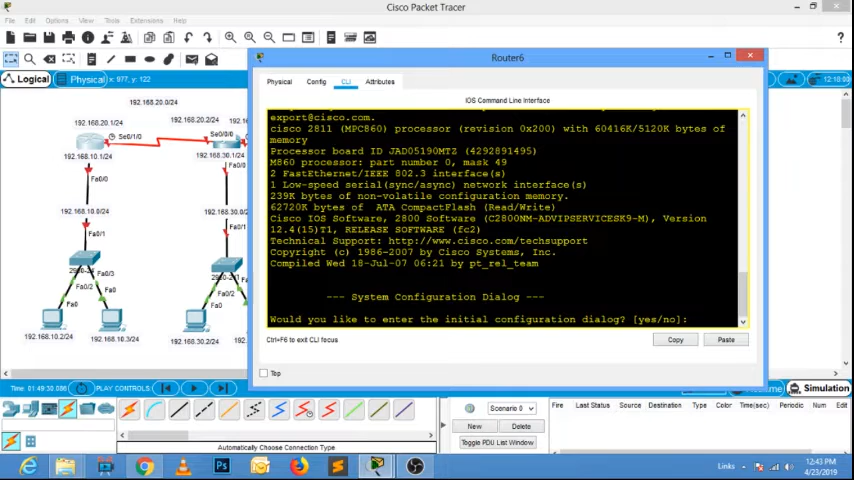 Cisco Packet Tracer
File Edit Options View Tools Extensions Help
Logical Physical x: 977, y: 122
12:18:00
192.168.20.0/24
192.168.20.1/24 192.168.20.2/24
Se0/1/0 Se0/0/0
192.168.10.1/24 192.168.30.1/24
Fa0/0 Fa0/0
192.168.10.0/24 192.168.30.0/24
Fa0/1 Fa0/1
Fa0/2 Fa0/3 Fa0/2
Fa0 Fa0 Fa0
192.168.10.2/24 192.168.10.3/24 192.168.30.2/24
Router6
Physical Config CLI Attributes
IOS Command Line Interface
export@cisco.com.
cisco 2811 (MPC860) processor (revision 0x200) with 60416K/5120K bytes of
memory
Processor board ID JAD05190MTZ (4292891495)
M860 processor: part number 0, mask 49
2 FastEthernet/IEEE 802.3 interface(s)
1 Low-speed serial(sync/async) network interface(s)
239K bytes of non-volatile configuration memory.
62720K bytes of ATA CompactFlash (Read/Write)
Cisco IOS Software, 2800 Software (C2800NM-ADVIPSERVICESK9-M), Version
12.4(15)T1, RELEASE SOFTWARE (fc2)
Technical Support: http://www.cisco.com/techsupport
Copyright (c) 1986-2007 by Cisco Systems, Inc.
Compiled Wed 18-Jul-07 06:21 by pt_rel_team
--- System Configuration Dialog ---
Would you like to enter the initial configuration dialog? [yes/no]:
Ctrl+F6 to exit CLI focus
Copy Paste
Top
Time: 01:49:30.086 PLAY CONTROLS: Simulation
Scenario 0
New Delete
Toggle PDU List Window
Fire Last Status Source Destination Type Color Time(sec) Periodic Num Edit
Automatically Choose Connection Type
Links
12:43 PM
4/23/2019